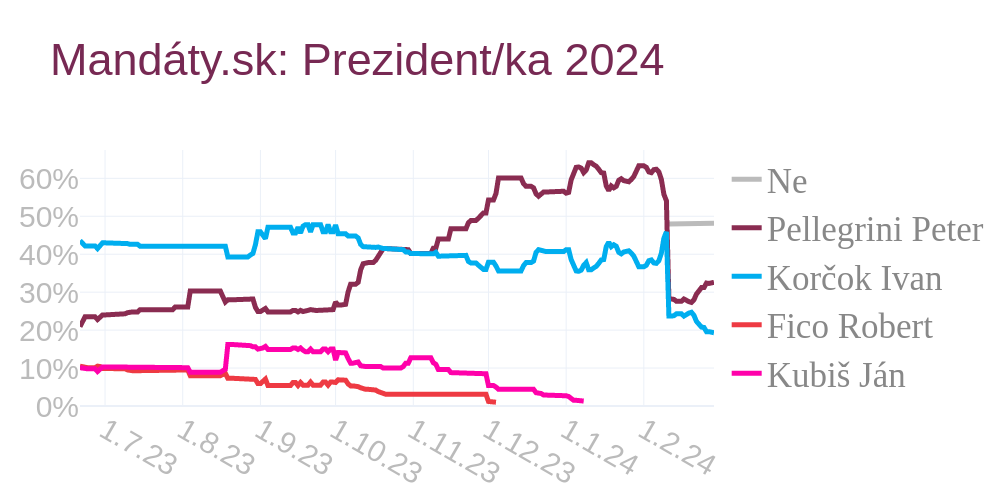 Mandáty.sk: Prezident/ka 2024
60%
50%
40%
30%
20%
10%
0%
1.7.23
1.8.23
1.9.23
1.10.23
1.11.23
1.12.23
1.1.24
1.2.24
Ne
Pellegrini Peter
Korčok Ivan
Fico Robert
Kubiš Ján